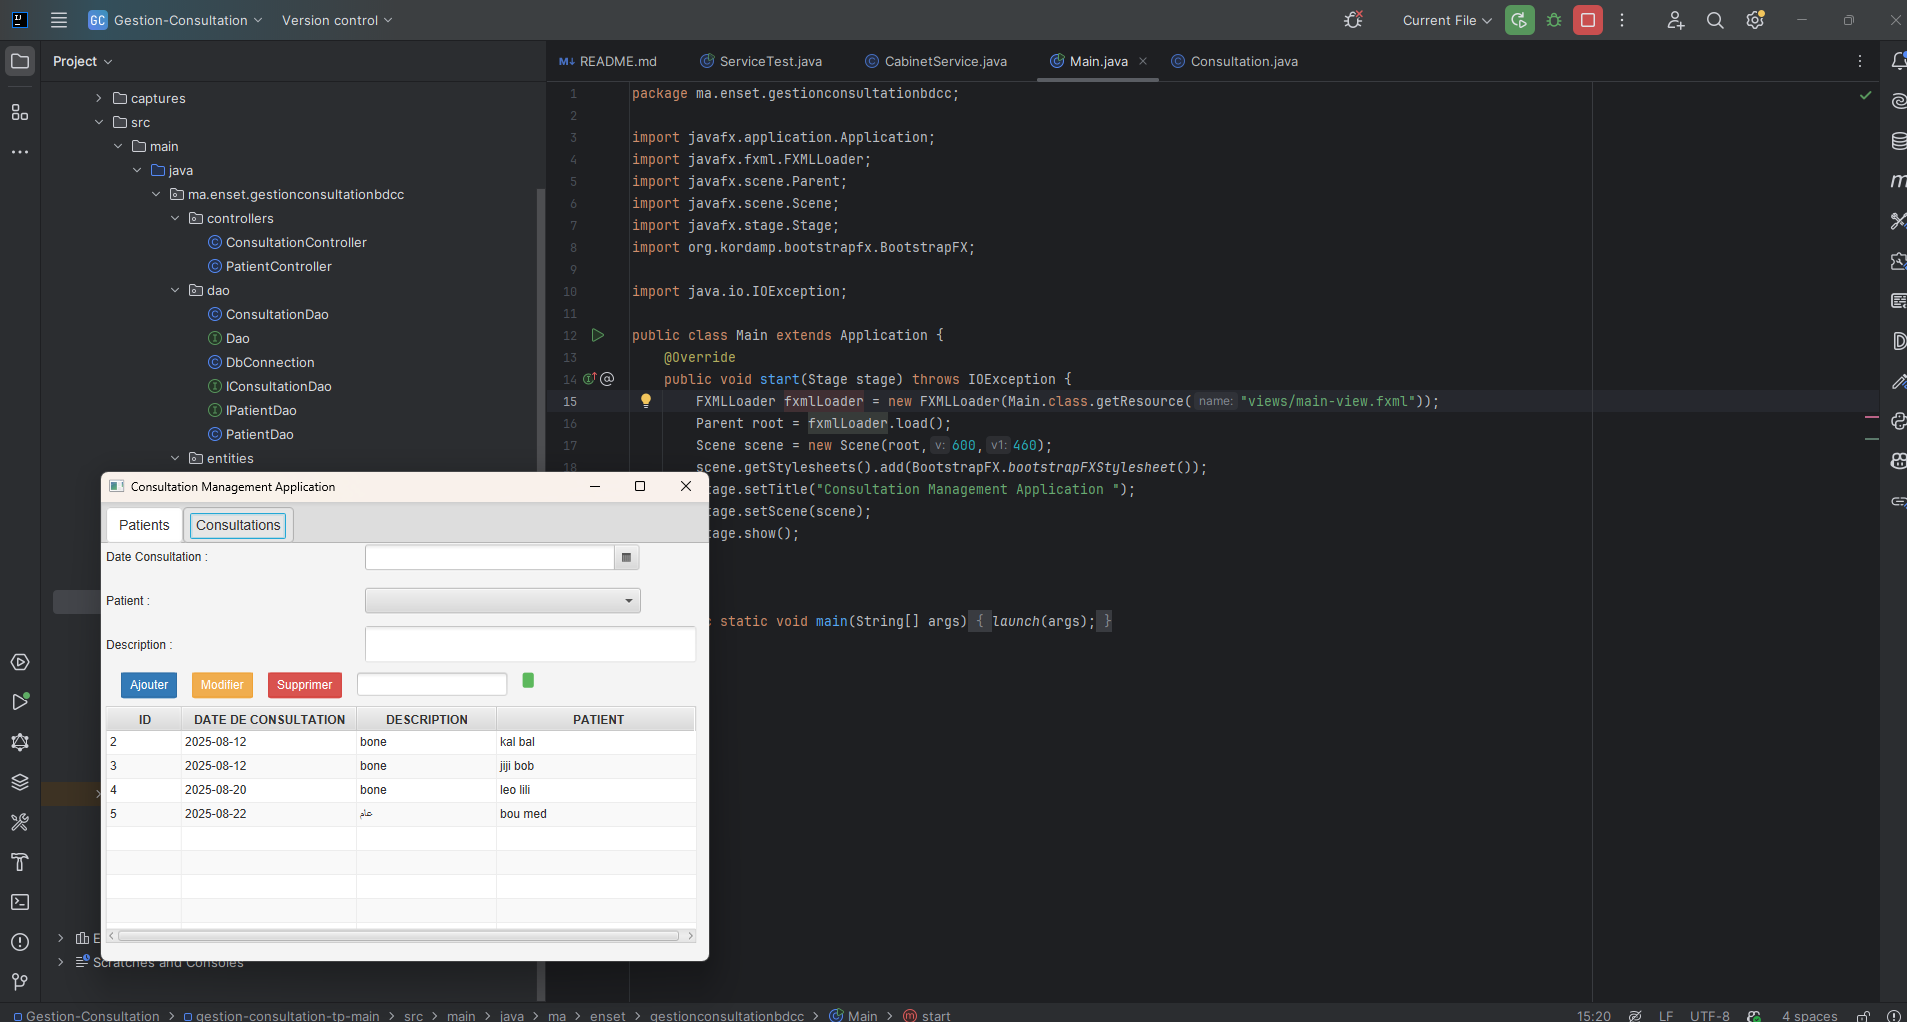 GC Gestion-Consultation Version control Current File
Project
README.md ServiceTest.java CabinetService.java Main.java Consultation.java
captures
src
main
java
ma.enset.gestionconsultationbdcc
controllers
ConsultationController
PatientController
dao
ConsultationDao
Dao
DbConnection
IConsultationDao
IPatientDao
PatientDao
entities
Scratches and Consoles
1 package ma.enset.gestionconsultationbdcc;
2
3 import javafx.application.Application;
4 import javafx.fxml.FXMLLoader;
5 import javafx.scene.Parent;
6 import javafx.scene.Scene;
7 import javafx.stage.Stage;
8 import org.kordamp.bootstrapfx.BootstrapFX;
9
10 import java.io.IOException;
11
12 public class Main extends Application {
13 @Override
14 public void start(Stage stage) throws IOException {
15 FXMLLoader fxmlLoader = new FXMLLoader(Main.class.getResource( name: "views/main-view.fxml"));
16 Parent root = fxmlLoader.load();
17 Scene scene = new Scene(root, v: 600, v1: 460);
18 scene.getStylesheets().add(BootstrapFX.bootstrapFXStylesheet());
tage.setTitle("Consultation Management Application ");
tage.setScene(scene);
tage.show();
static void main(String[] args) { launch(args); }
Consultation Management Application
Patients Consultations
Date Consultation :
Patient :
Description :
Ajouter Modifier Supprimer
ID DATE DE CONSULTATION DESCRIPTION PATIENT
2 2025-08-12 bone kal bal
3 2025-08-12 bone jiji bob
4 2025-08-20 bone leo lili
5 2025-08-22 عام bou med
Gestion-Consultation > gestion-consultation-tp-main > src > main > java > ma > enset > gestionconsultationbdcc > Main > start 15:20 LF UTF-8 4 spaces